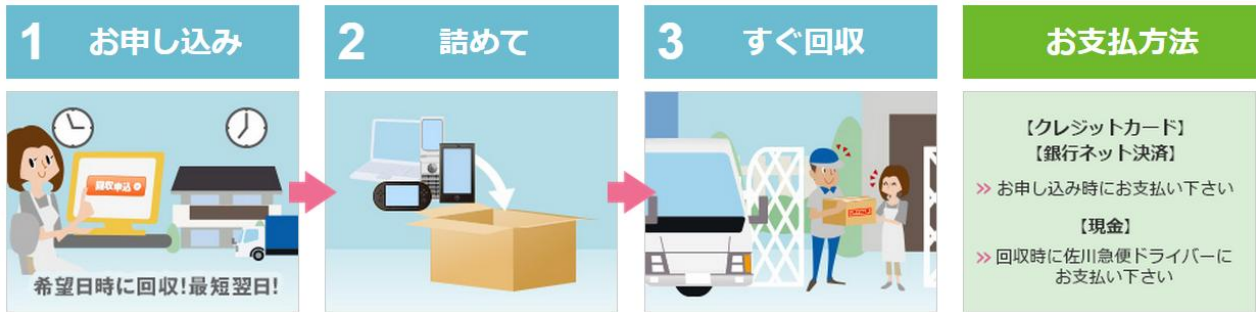 1 お申し込み
2 詰めて
3 すぐ回収
お支払方法
回収申込
希望日時に回収!最短翌日!
【クレジットカード】
【銀行ネット決済】
>> お申し込み時にお支払い下さい
【現金】
>> 回収時に佐川急便ドライバーに
お支払い下さい